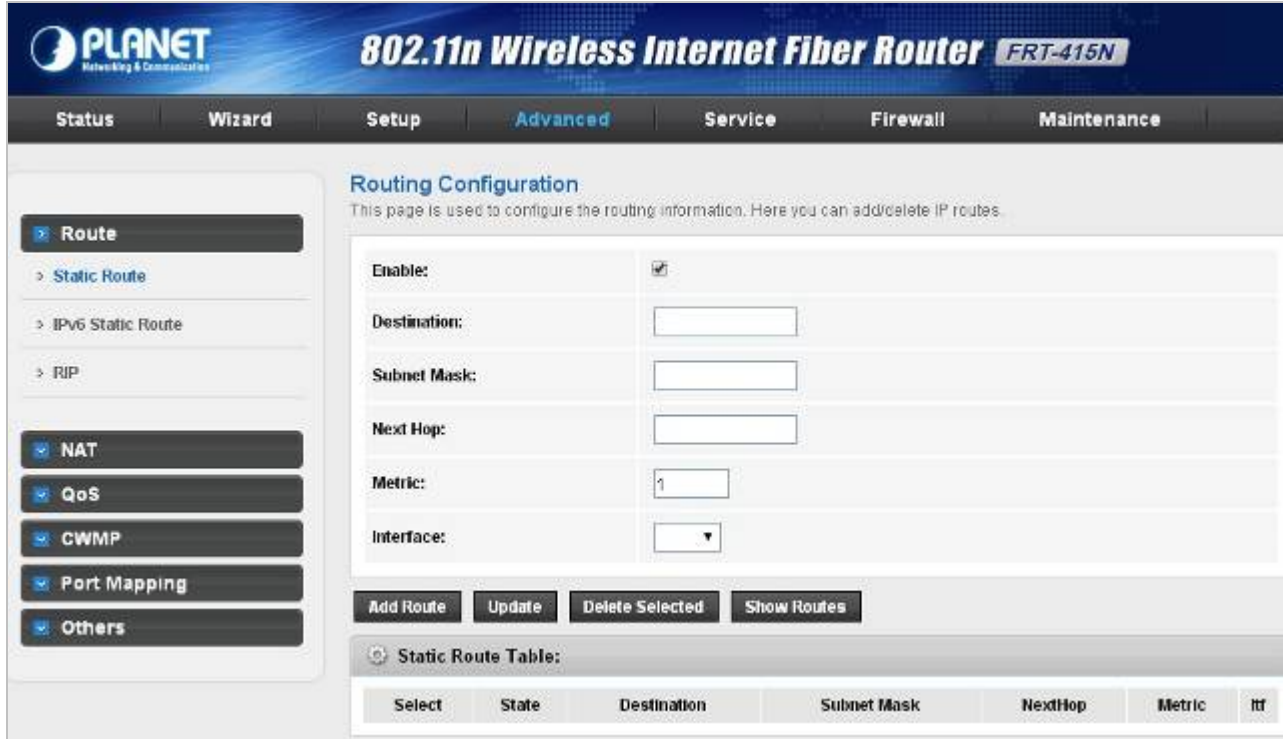 PLANET
Networking & Communication
802.11n Wireless Internet Fiber Router FRT-415N
Status Wizard Setup Advanced Service Firewall Maintenance
Route
Static Route
IPv6 Static Route
RIP
NAT
QoS
CWMP
Port Mapping
Others
Routing Configuration
This page is used to configure the routing information. Here you can add/delete IP routes.
Enable:
Destination:
Subnet Mask:
Next Hop:
Metric: 1
Interface:
Add Route Update Delete Selected Show Routes
Static Route Table:
Select State Destination Subnet Mask NextHop Metric Itf